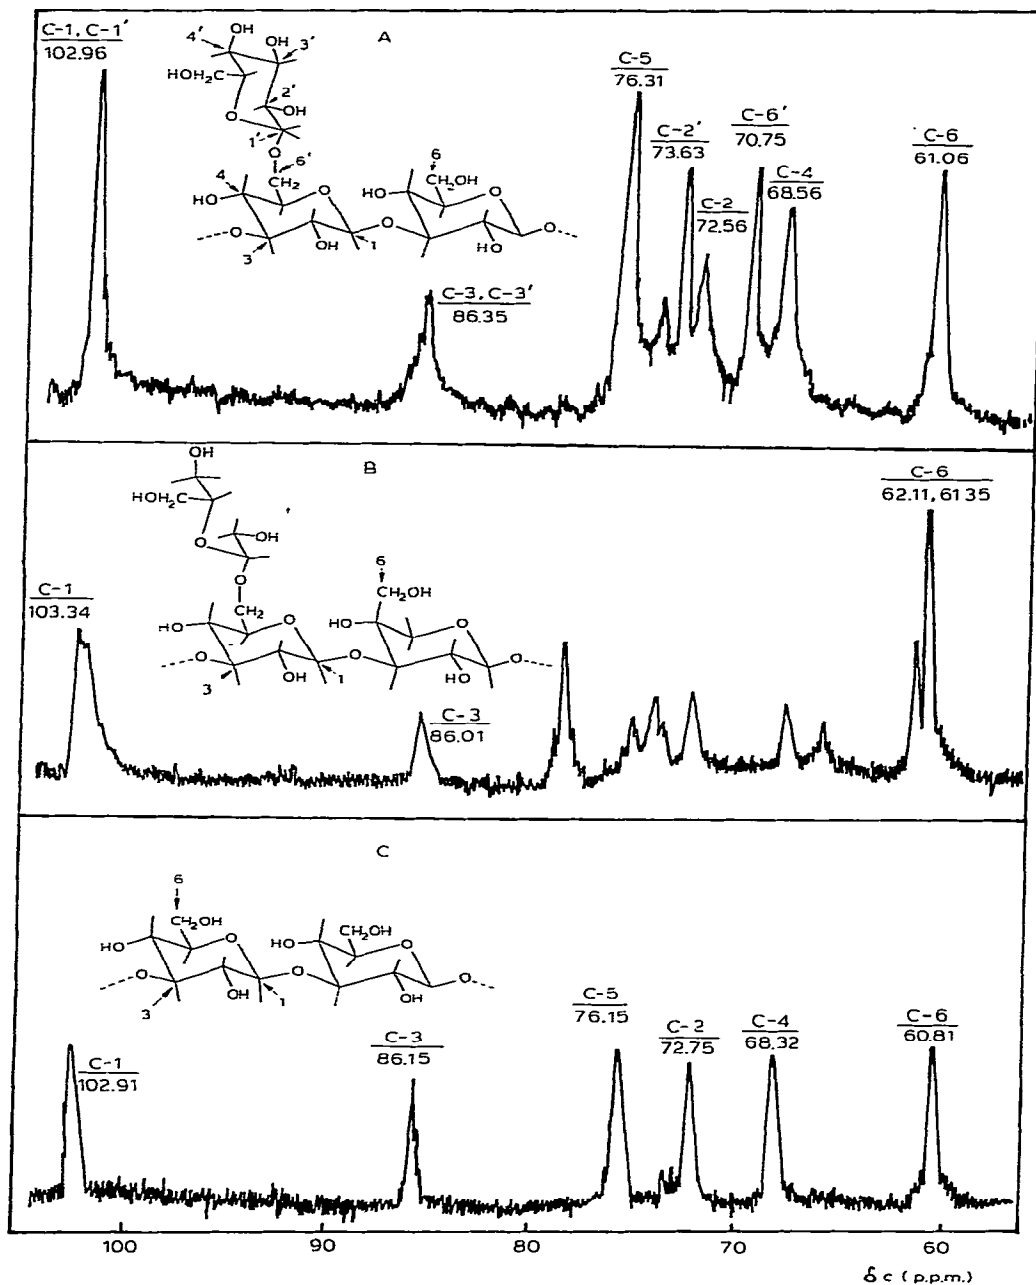 C-1, C-1′
102.96
A
4′
OH
OH
3′
HOH₂C
2′
OH
O
1′
O
6′
4
CH₂
HO
O
O
3
OH
1
O
6
CH₂OH
HO
O
OH
O
C-3, C-3′
86.35
C-5
76.31
C-2′
73.63
C-2
72.56
C-6′
70.75
C-4
68.56
C-6
61.06
B
OH
HOH₂C
OH
O
O
CH₂
HO
O
O
3
OH
1
O
6
CH₂OH
HO
O
OH
O
C-1
103.34
C-3
86.01
C-6
62.11, 61.35
C
6
CH₂OH
HO
O
O
3
OH
1
O
HO
CH₂OH
O
OH
O
C-1
102.91
C-3
86.15
C-5
76.15
C-2
72.75
C-4
68.32
C-6
60.81
100 90 80 70 60
δ c ( p.p.m.)